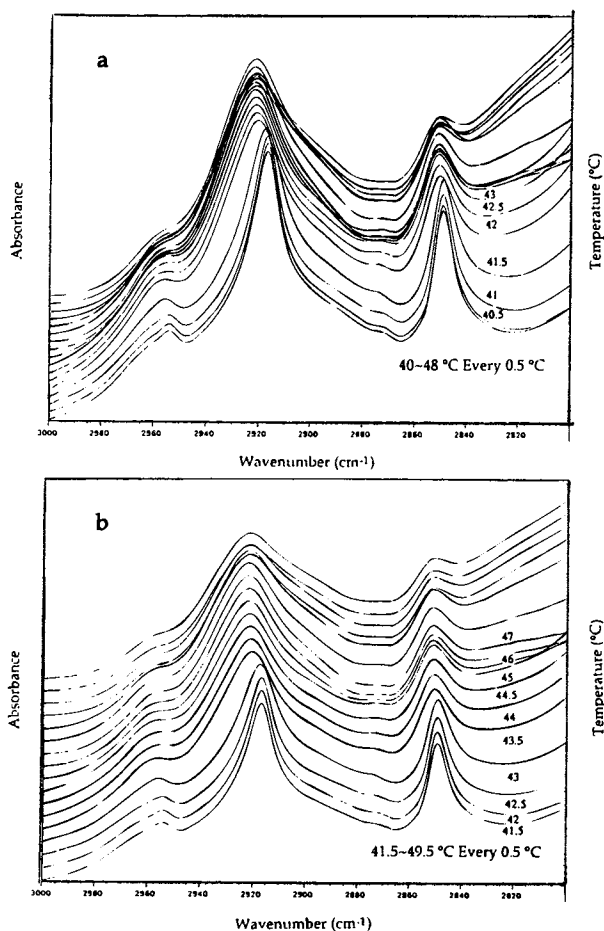 a
Absorbance
Temperature (°C)
43
42.5
42
41.5
41
40.5
40~48 °C Every 0.5 °C
3000 2980 2960 2940 2920 2900 2880 2860 2840 2820
Wavenumber (cm-1)
b
Absorbance
Temperature (°C)
47
46
45
44.5
44
43.5
43
42.5
42
41.5
41.5~49.5 °C Every 0.5 °C
3000 2980 2960 2940 2920 2900 2880 2860 2840 2820
Wavenumber (cm-1)